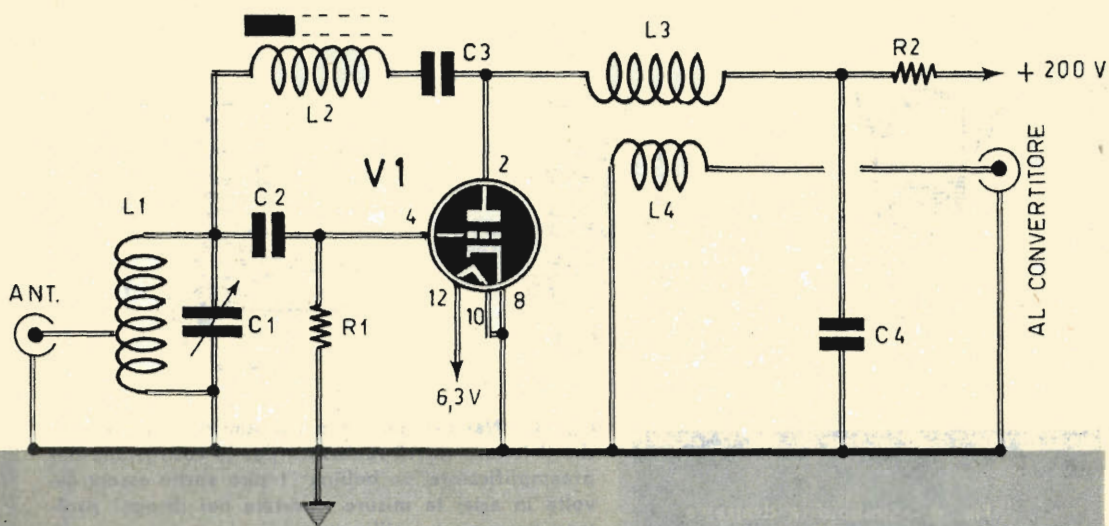 C3
L3
R2
+ 200 V
L2
V1
2
L1
C2
4
L4
AL CONVERTITORE
ANT.
C1
R1
12
10
8
C4
6,3 V